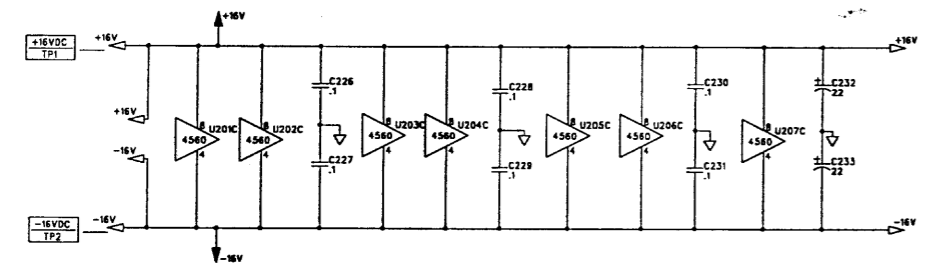 +16V
+16VDC
TP1
+16V
+16V
+16V
-16V
8
4560
4
U201C
8
4560
4
U202C
C226
.1
C227
.1
8
4560
4
U203C
8
4560
4
U204C
C228
.1
C229
.1
8
4560
4
U205C
8
4560
4
U206C
C230
.1
C231
.1
8
4560
4
U207C
+
C232
22
+
C233
22
-16VDC
TP2
-16V
-16V
-16V